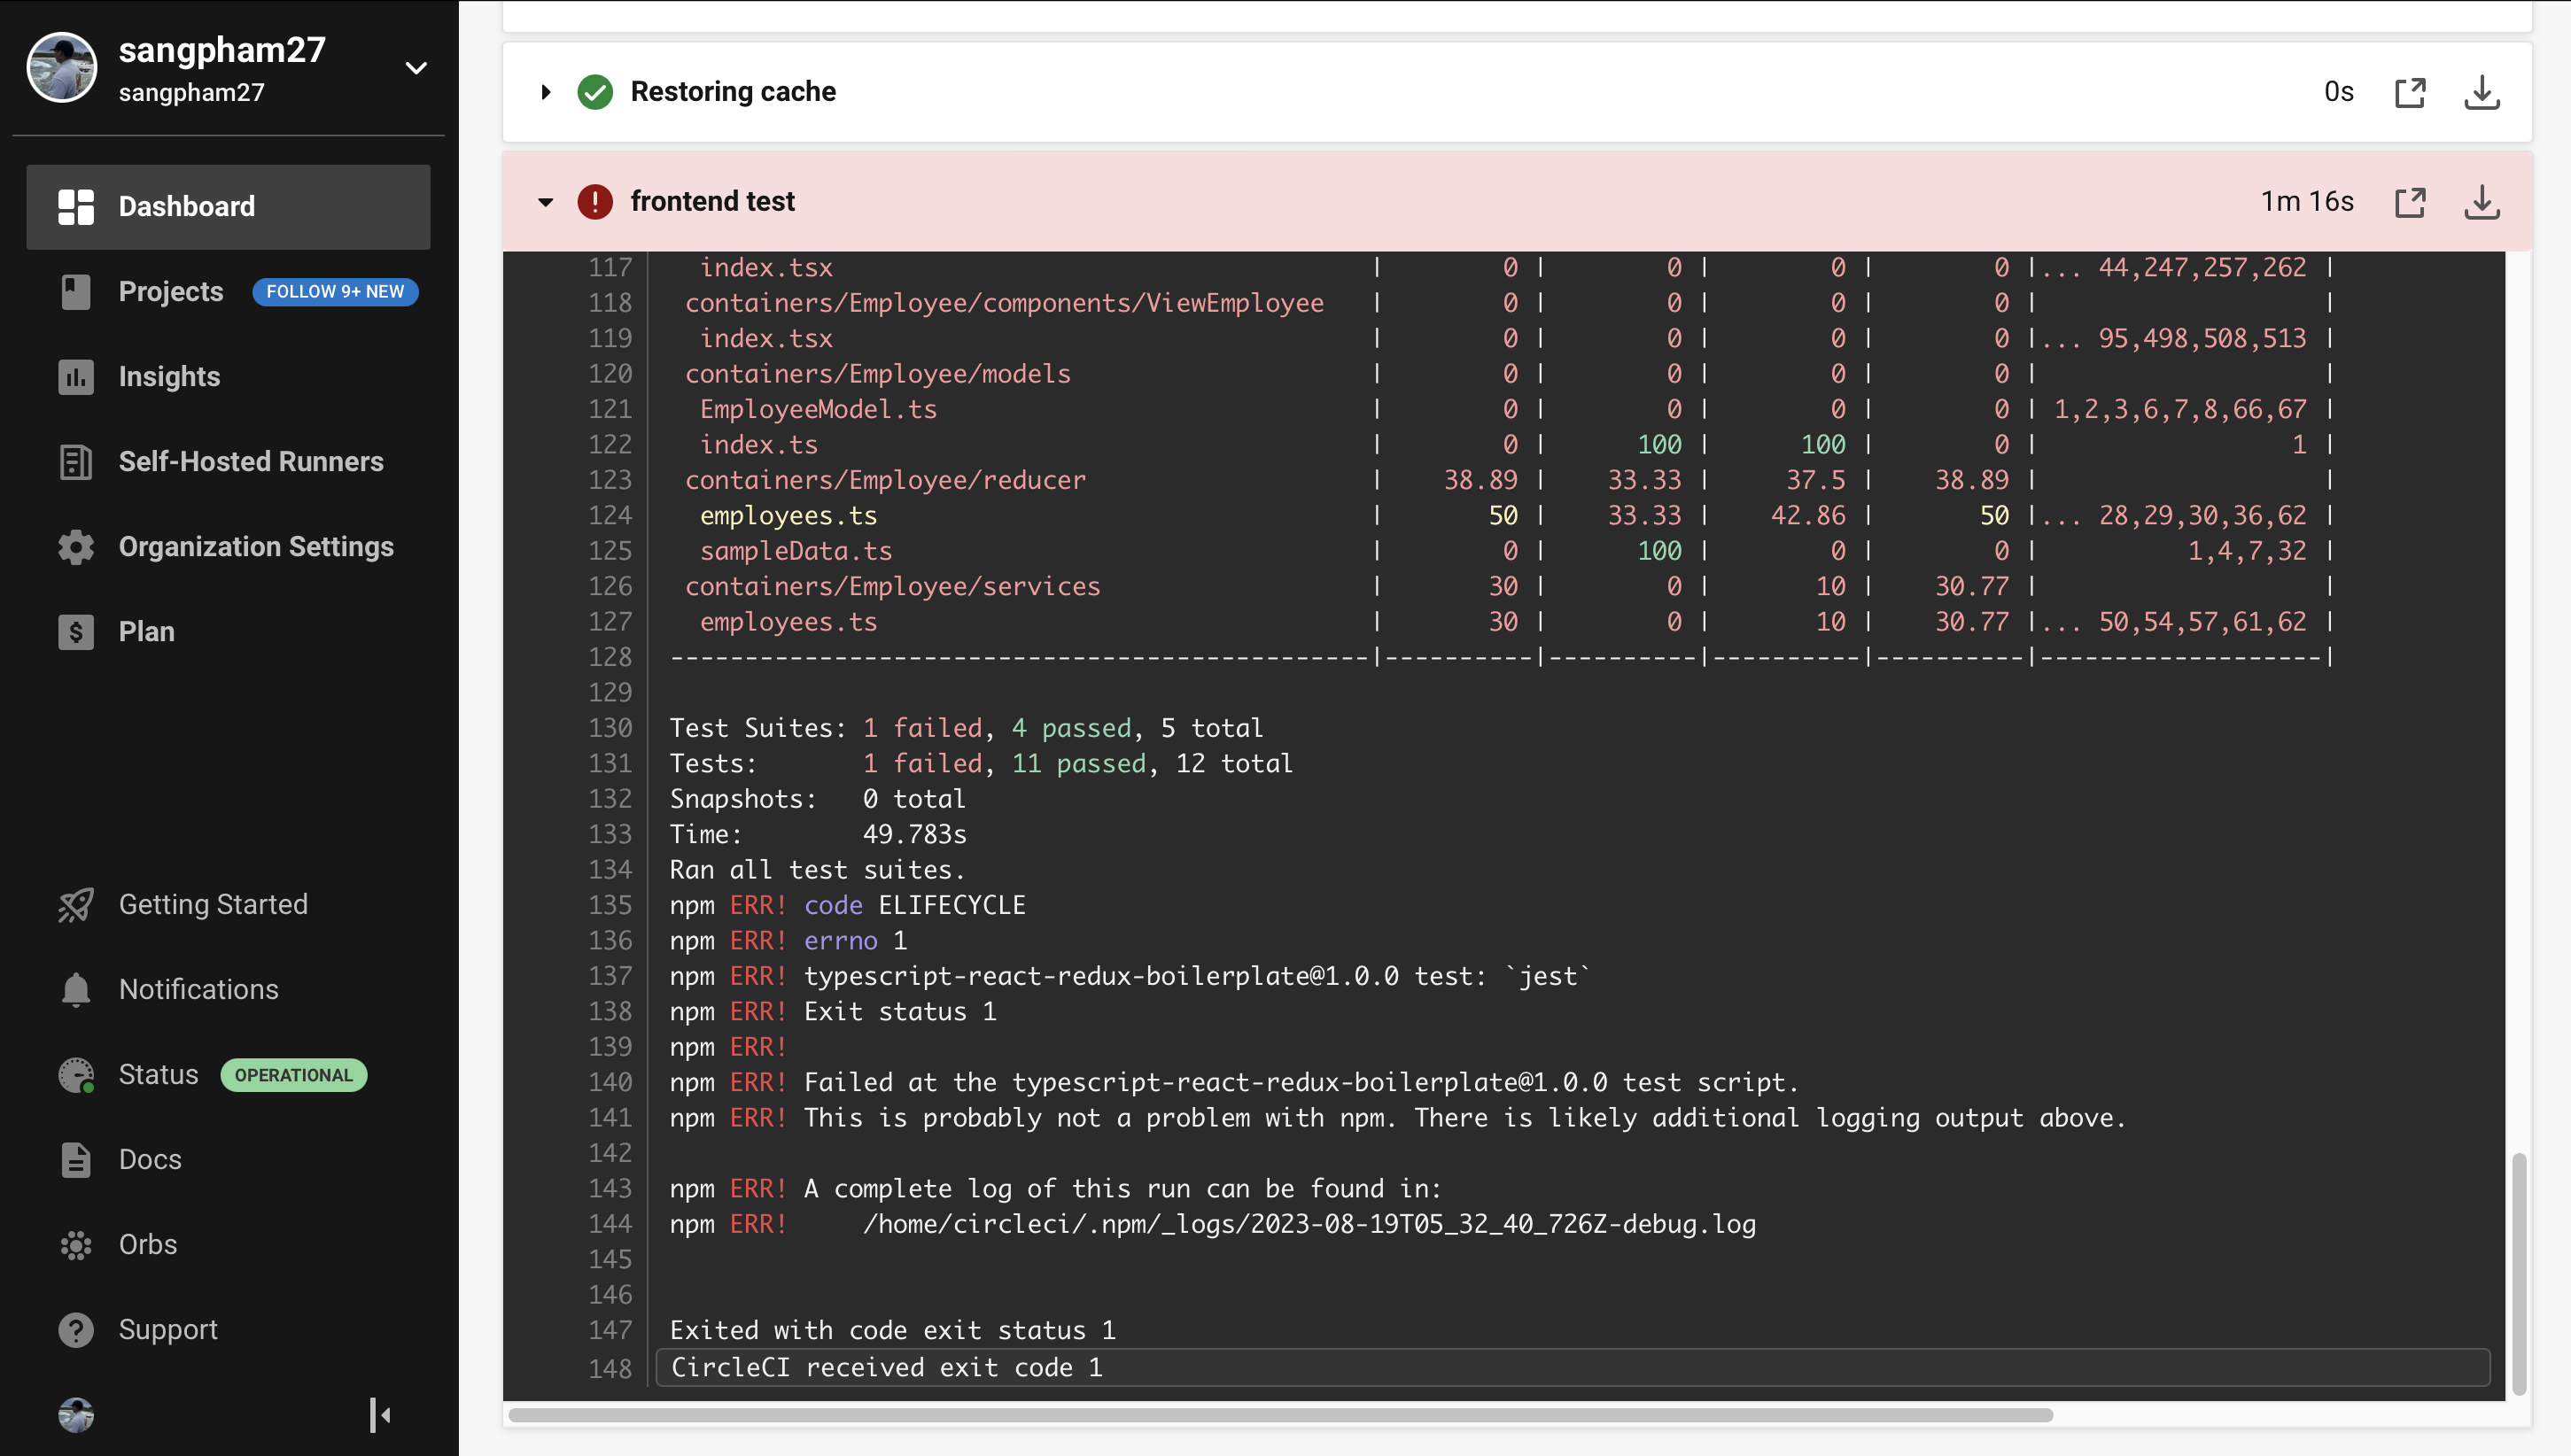 sangpham27
sangpham27
Dashboard
Projects FOLLOW 9+ NEW
Insights
Self-Hosted Runners
Organization Settings
Plan
Getting Started
Notifications
Status OPERATIONAL
Docs
Orbs
Support
Restoring cache 0s
frontend test 1m 16s
117 index.tsx | 0 | 0 | 0 | 0 |... 44,247,257,262 |
118 containers/Employee/components/ViewEmployee | 0 | 0 | 0 | 0 | |
119 index.tsx | 0 | 0 | 0 | 0 |... 95,498,508,513 |
120 containers/Employee/models | 0 | 0 | 0 | 0 | |
121 EmployeeModel.ts | 0 | 0 | 0 | 0 | 1,2,3,6,7,8,66,67 |
122 index.ts | 0 | 100 | 100 | 0 | 1 |
123 containers/Employee/reducer | 38.89 | 33.33 | 37.5 | 38.89 | |
124 employees.ts | 50 | 33.33 | 42.86 | 50 |... 28,29,30,36,62 |
125 sampleData.ts | 0 | 100 | 0 | 0 | 1,4,7,32 |
126 containers/Employee/services | 30 | 0 | 10 | 30.77 | |
127 employees.ts | 30 | 0 | 10 | 30.77 |... 50,54,57,61,62 |
128 -----------------------------------------------|----------|----------|----------|----------|-------------------|
129
130 Test Suites: 1 failed, 4 passed, 5 total
131 Tests: 1 failed, 11 passed, 12 total
132 Snapshots: 0 total
133 Time: 49.783s
134 Ran all test suites.
135 npm ERR! code ELIFECYCLE
136 npm ERR! errno 1
137 npm ERR! typescript-react-redux-boilerplate@1.0.0 test: `jest`
138 npm ERR! Exit status 1
139 npm ERR!
140 npm ERR! Failed at the typescript-react-redux-boilerplate@1.0.0 test script.
141 npm ERR! This is probably not a problem with npm. There is likely additional logging output above.
142
143 npm ERR! A complete log of this run can be found in:
144 npm ERR! /home/circleci/.npm/_logs/2023-08-19T05_32_40_726Z-debug.log
145
146
147 Exited with code exit status 1
148 CircleCI received exit code 1